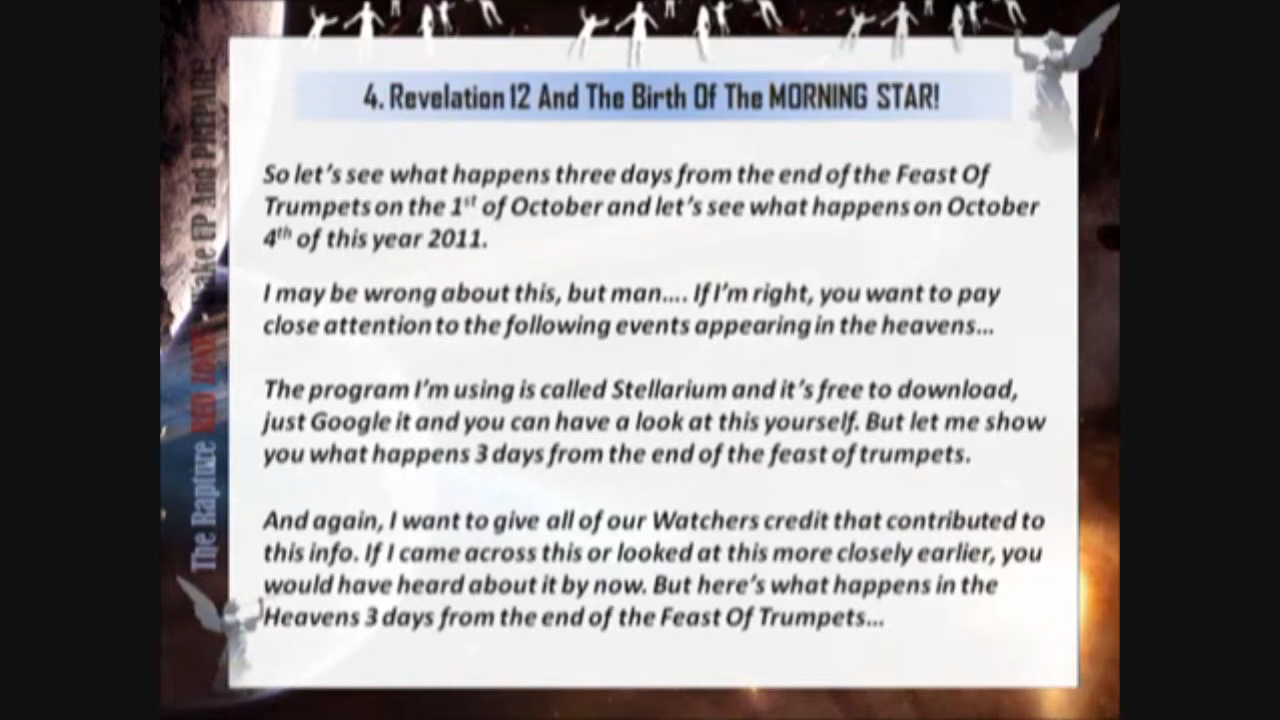 4. Revelation 12 And The Birth Of The MORNING STAR!
So let's see what happens three days from the end of the Feast Of
Trumpets on the 1st of October and let's see what happens on October
4th of this year 2011.
I may be wrong about this, but man.... If I'm right, you want to pay
close attention to the following events appearing in the heavens...
The program I'm using is called Stellarium and it's free to download,
just Google it and you can have a look at this yourself. But let me show
you what happens 3 days from the end of the feast of trumpets.
And again, I want to give all of our Watchers credit that contributed to
this info. If I came across this or looked at this more closely earlier, you
would have heard about it by now. But here's what happens in the
Heavens 3 days from the end of the Feast Of Trumpets...
The Rapture RED ZONE! Wake UP And PREPARE